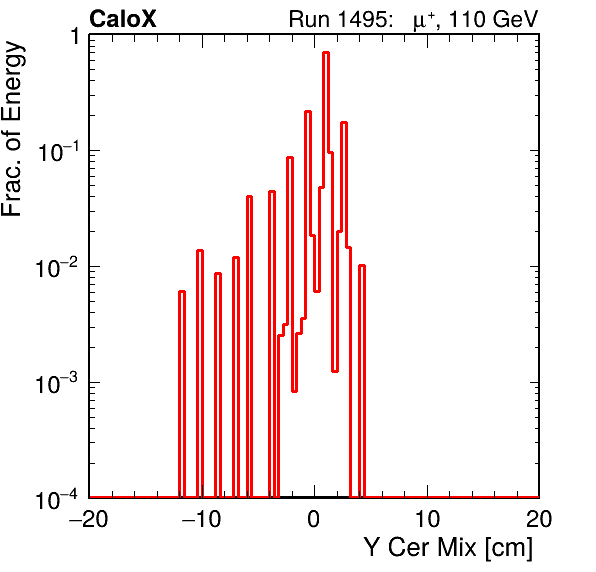 CaloX Run 1495: μ⁺, 110 GeV
Frac. of Energy
1
10⁻¹
10⁻²
10⁻³
10⁻⁴
−20 −10 0 10 20
Y Cer Mix [cm]